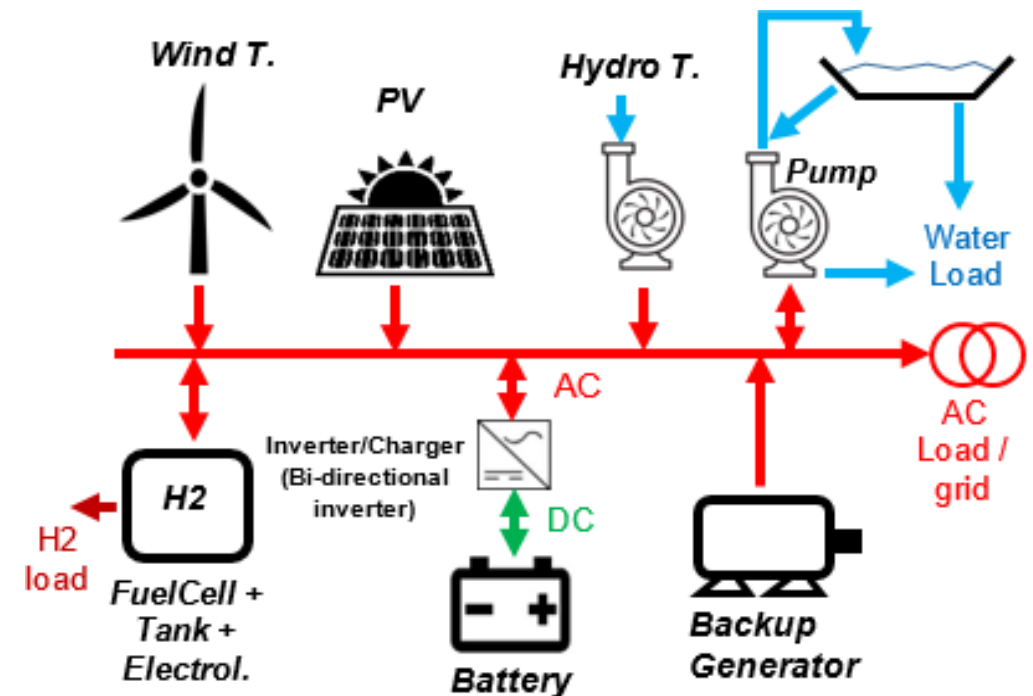 Wind T.
PV
Hydro T.
Pump
Water
Load
AC
Inverter/Charger
(Bi-directional
inverter)
DC
AC
Load /
grid
H2
H2
load
FuelCell +
Tank +
Electrol.
Battery
Backup
Generator